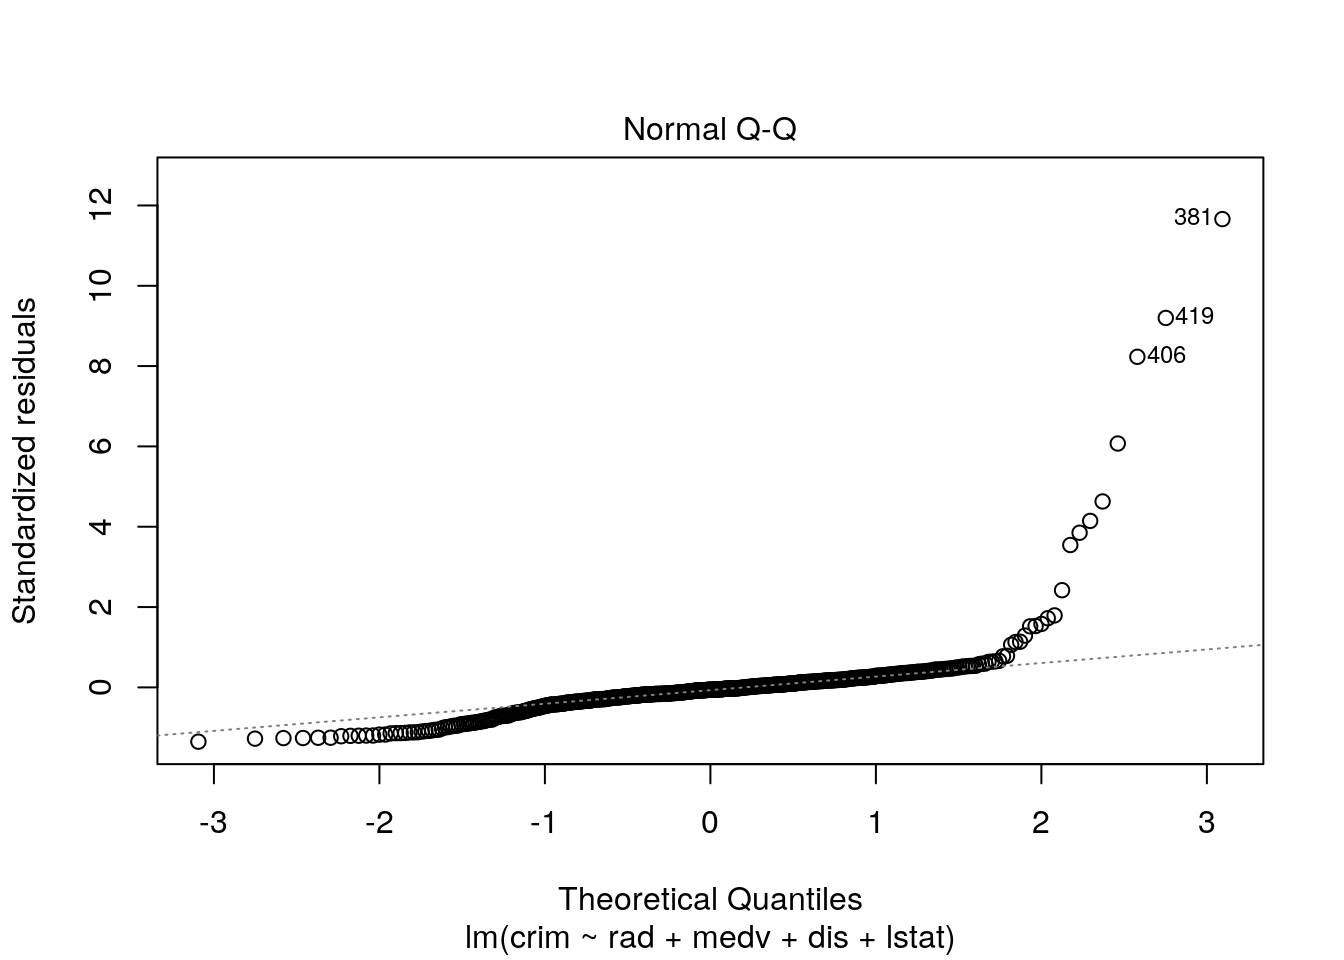 Normal Q-Q
Standardized residuals
12
10
8
6
4
2
0
381
419
406
-3 -2 -1 0 1 2 3
Theoretical Quantiles
lm(crim ~ rad + medv + dis + lstat)